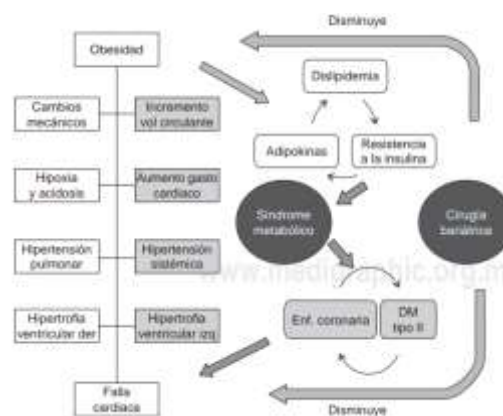 Disminuye
Obesidad
Dislipidemia
Cambios
mecánicos
Incremento
vol circulante
Adipokinas
Resistencia
a la insulina
Hipoxia
y acidosis
Aumento gasto
cardiaco
Síndrome
metabólico
Cirugía
bariátrica
Hipertensión
pulmonar
Hipertensión
sistémica
www.medigraphic.org.m
Hipertrofia
ventricular der
Hipertrofia
ventricular izq
Enf. coronaria
DM
tipo II
Falla
cardiaca
Disminuye